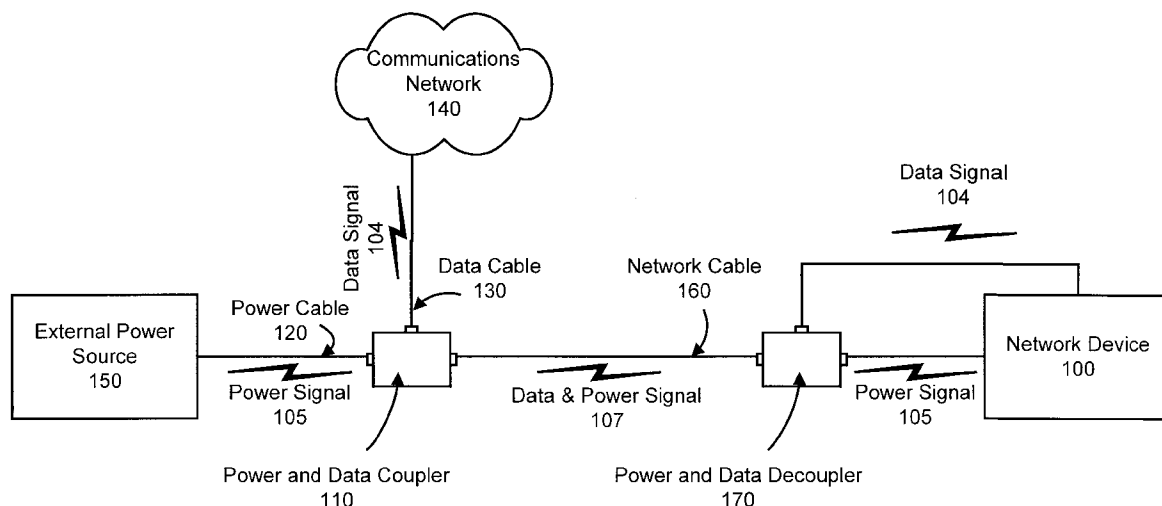 Communications
Network
140
Data Signal
104
Data Signal
104
Data Cable
130
Network Cable
160
Power Cable
120
External Power
Source
150
Network Device
100
Power Signal
105
Data & Power Signal
107
Power Signal
105
Power and Data Coupler
110
Power and Data Decoupler
170